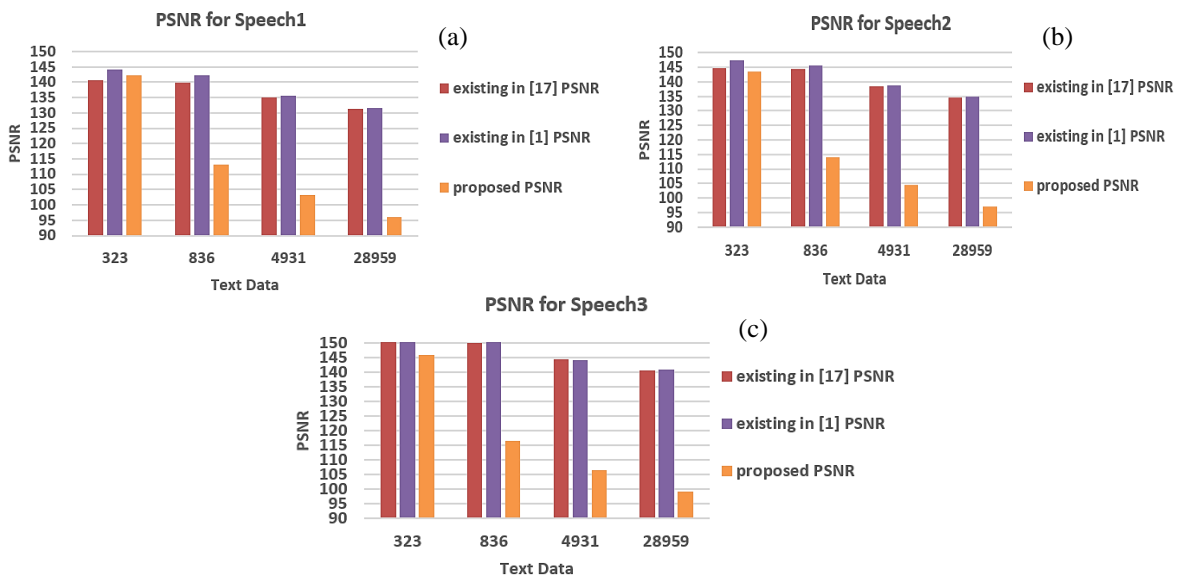 PSNR for Speech1
(a)
150
145
140
135
130
125
120
115
110
105
100
95
90
PSNR
323 836 4931 28959
Text Data
existing in [17] PSNR
existing in [1] PSNR
proposed PSNR
PSNR for Speech2
(b)
150
145
140
135
130
125
120
115
110
105
100
95
90
PSNR
323 836 4931 28959
Text Data
existing in [17] PSNR
existing in [1] PSNR
proposed PSNR
PSNR for Speech3
(c)
150
145
140
135
130
125
120
115
110
105
100
95
90
PSNR
323 836 4931 28959
Text Data
existing in [17] PSNR
existing in [1] PSNR
proposed PSNR